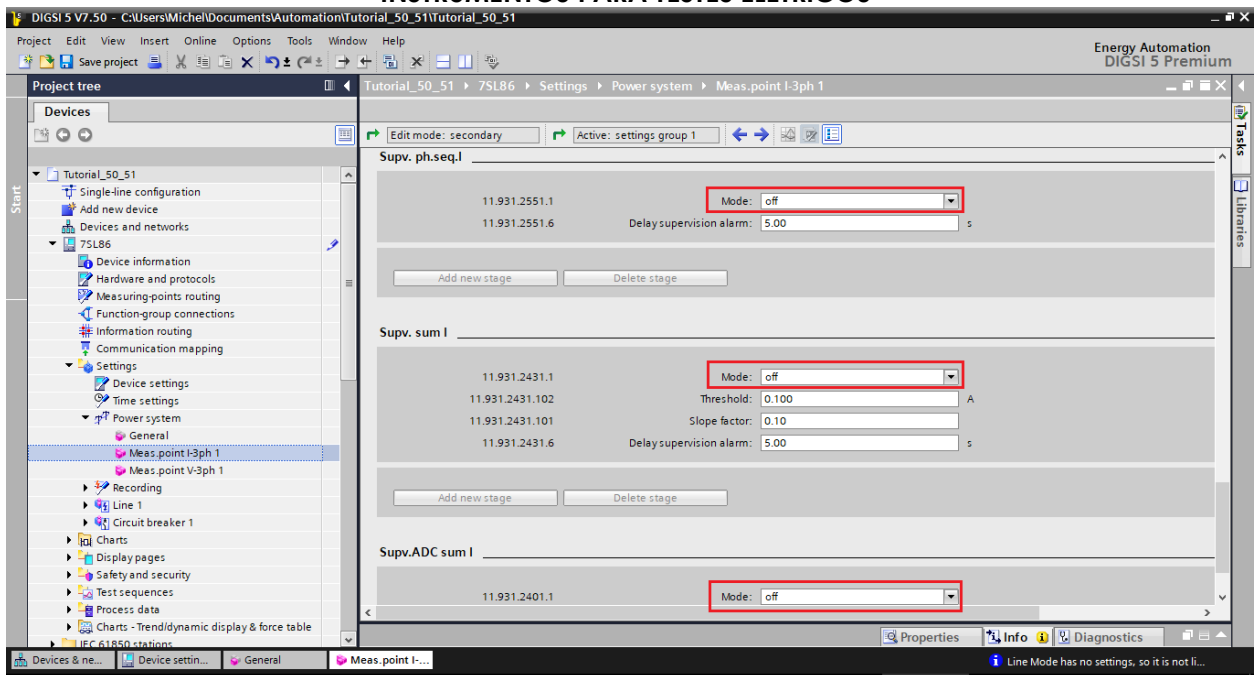 INSTRUMENTOS PARA TESTES ELÉTRICOS
DIGSI 5 V7.50 - C:\Users\Michel\Documents\Automation\Tutorial_50_51\Tutorial_50_51
Project Edit View Insert Online Options Tools Window Help
Save project
Energy Automation
DIGSI 5 Premium
Project tree
Tutorial_50_51 7SL86 Settings Power system Meas.point I-3ph 1
Devices
Edit mode: secondary
Active: settings group 1
Start
Tutorial_50_51
Single-line configuration
Add new device
Devices and networks
7SL86
Device information
Hardware and protocols
Measuring-points routing
Function-group connections
Information routing
Communication mapping
Settings
Device settings
Time settings
Power system
General
Meas.point I-3ph 1
Meas.point V-3ph 1
Recording
Line 1
Circuit breaker 1
Charts
Display pages
Safety and security
Test sequences
Process data
Charts - Trend/dynamic display & force table
IEC 61850 stations
Supv. ph.seq.I
11.931.2551.1 Mode: off
11.931.2551.6 Delay supervision alarm: 5.00 s
Add new stage Delete stage
Supv. sum I
11.931.2431.1 Mode: off
11.931.2431.102 Threshold: 0.100 A
11.931.2431.101 Slope factor: 0.10
11.931.2431.6 Delay supervision alarm: 5.00 s
Add new stage Delete stage
Supv.ADC sum I
11.931.2401.1 Mode: off
Tasks
Libraries
Properties Info Diagnostics
Devices & ne... Device settin... General Meas.point I-... Line Mode has no settings, so it is not li...